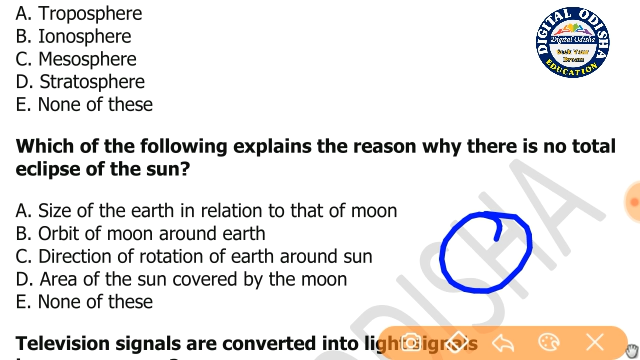 A. Troposphere
B. Ionosphere
C. Mesosphere
D. Stratosphere
E. None of these
DIGITAL ODISHA
Digital Odisha
EDUCATION
Which of the following explains the reason why there is no total
eclipse of the sun?
A. Size of the earth in relation to that of moon
B. Orbit of moon around earth
C. Direction of rotation of earth around sun
D. Area of the sun covered by the moon
E. None of these
Television signals are converted into light signals